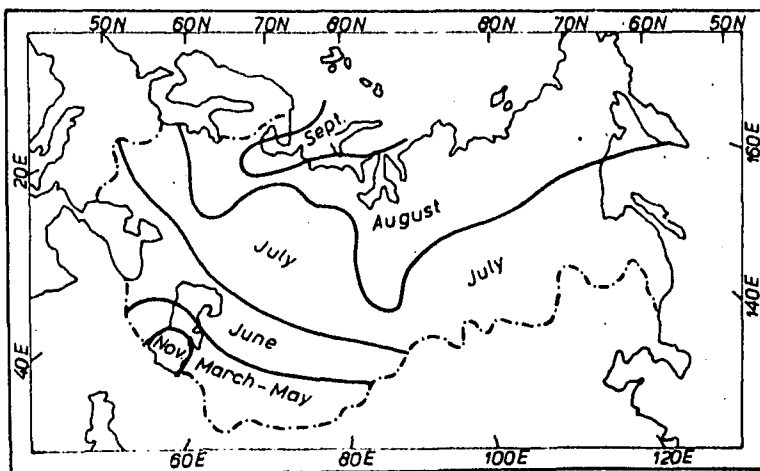 50N 60N 70N 80N 80N 70N 60N 50N
Sept.
160E
20E
August
July
July
140E
June
Nov.
March-May
40E
60E 80E 100E 120E